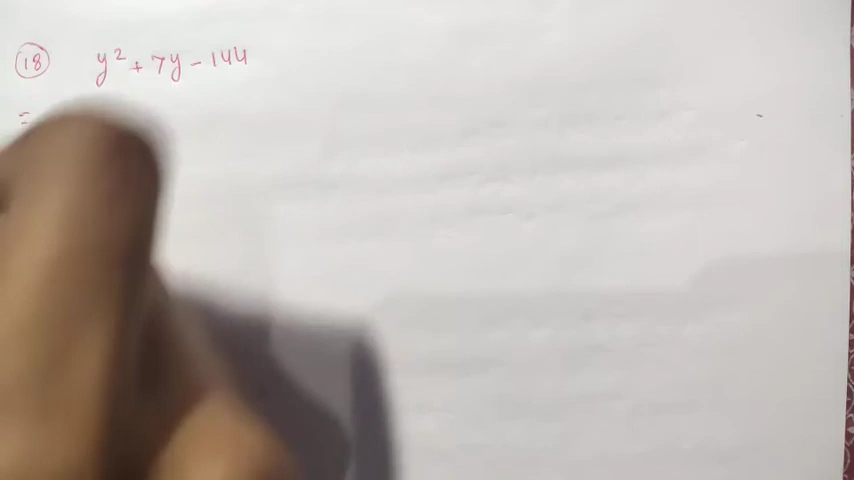 18 y² + 7y - 144
=